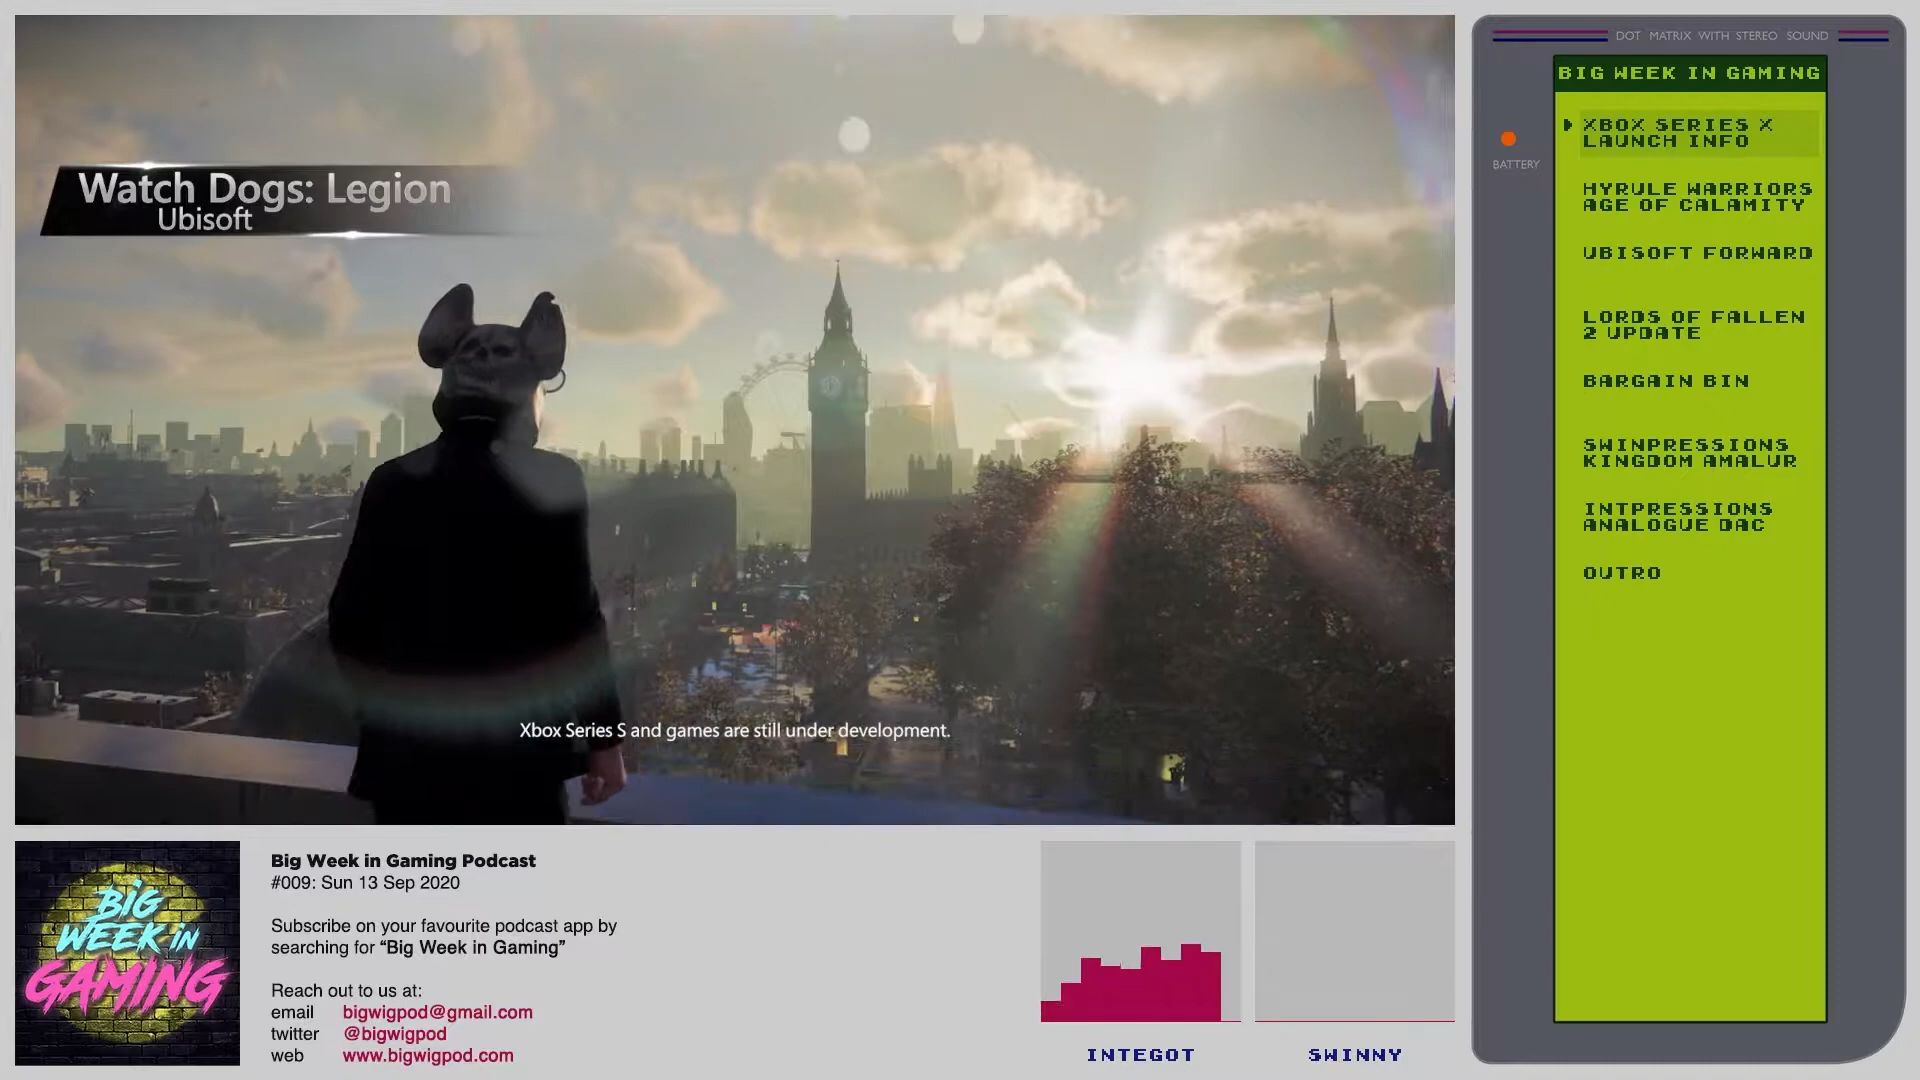 Watch Dogs: Legion
Ubisoft
Xbox Series S and games are still under development.
BIG
WEEK IN
GAMING
Big Week in Gaming Podcast
#009: Sun 13 Sep 2020
Subscribe on your favourite podcast app by
searching for “Big Week in Gaming”
Reach out to us at:
email bigwigpod@gmail.com
twitter @bigwigpod
web www.bigwigpod.com
INTEGOT
SWINNY
DOT MATRIX WITH STEREO SOUND
BATTERY
BIG WEEK IN GAMING
XBOX SERIES X
LAUNCH INFO
HYRULE WARRIORS
AGE OF CALAMITY
UBISOFT FORWARD
LORDS OF FALLEN
2 UPDATE
BARGAIN BIN
SWINPRESSIONS
KINGDOM AMALUR
INTPRESSIONS
ANALOGUE DAC
OUTRO